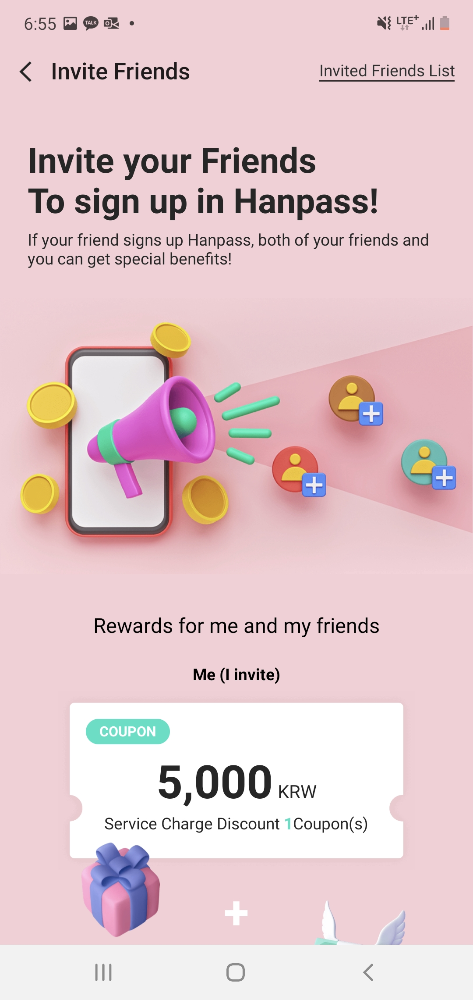 6:55 TALK LTE+
Invite Friends
Invited Friends List
Invite your Friends
To sign up in Hanpass!
If your friend signs up Hanpass, both of your friends and
you can get special benefits!
Rewards for me and my friends
Me (I invite)
COUPON
5,000 KRW
Service Charge Discount 1Coupon(s)